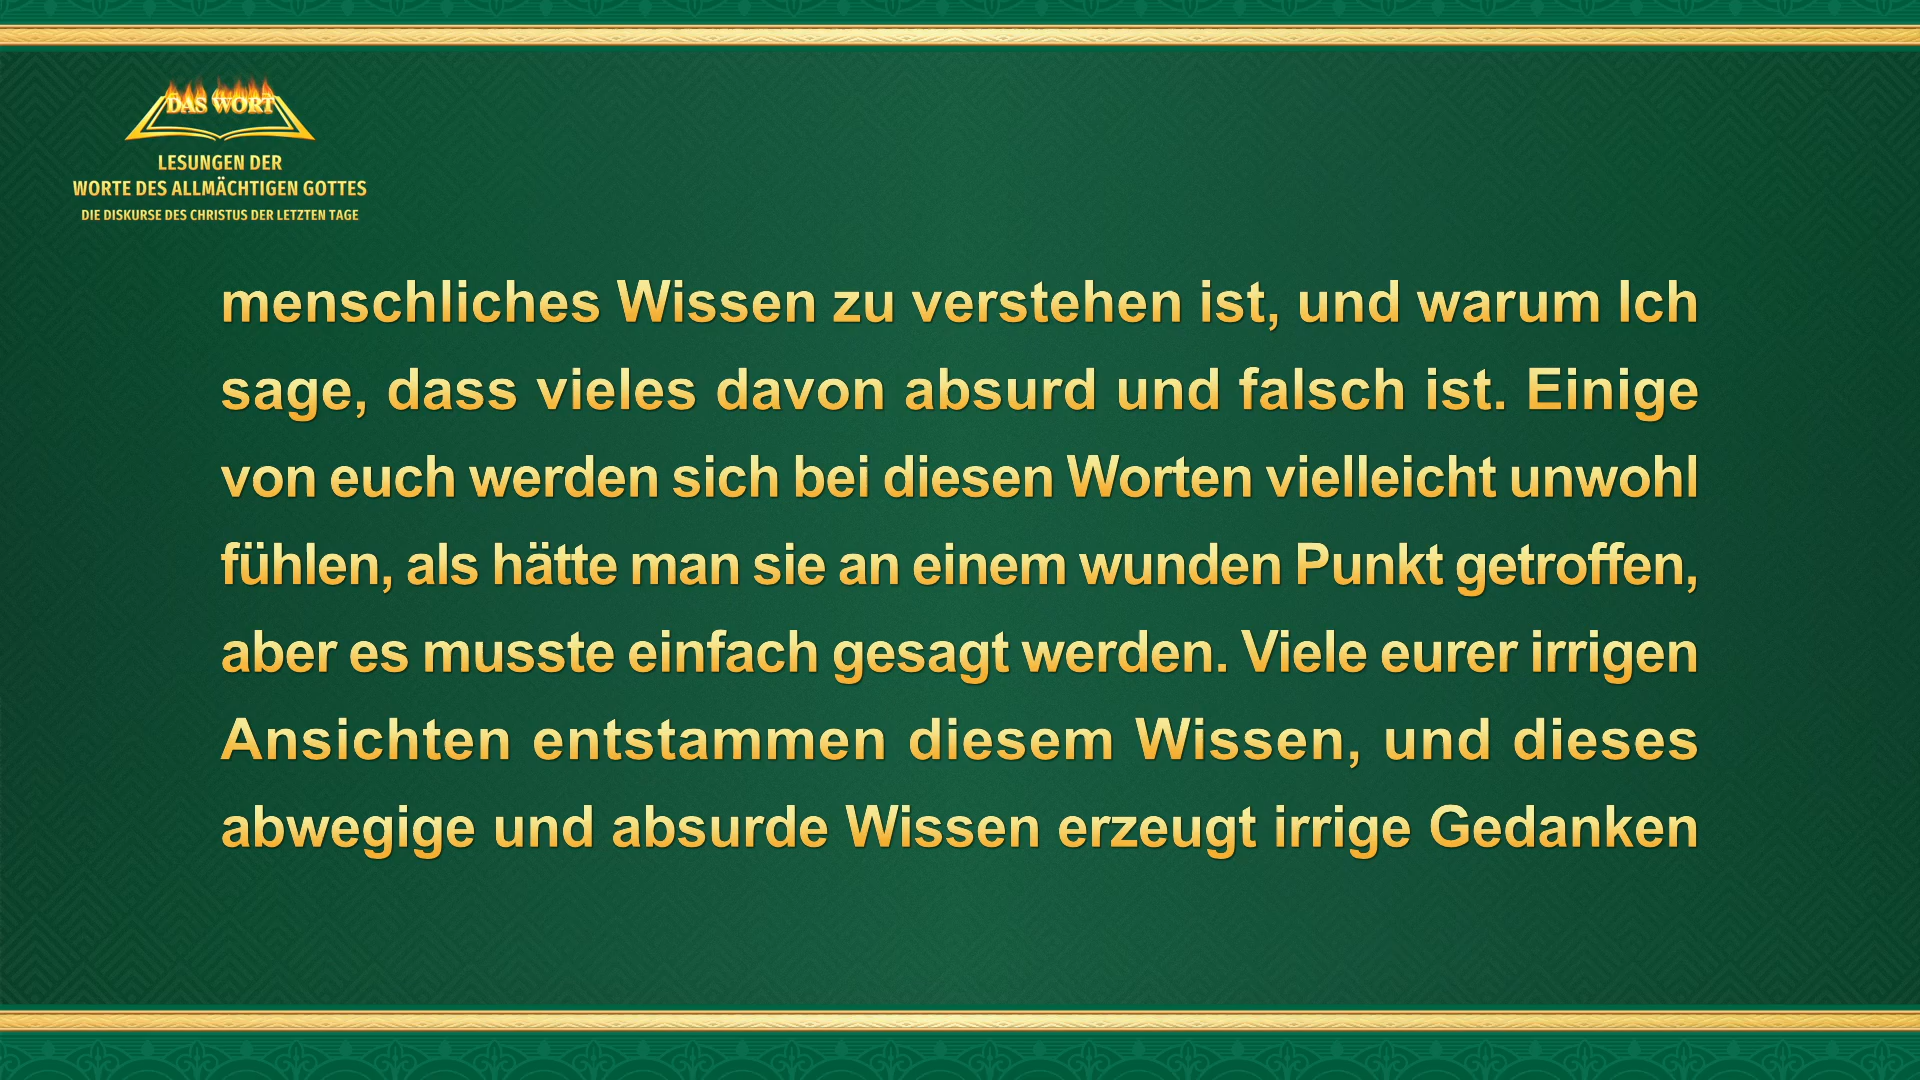 DAS WORT
LESUNGEN DER
WORTE DES ALLMÄCHTIGEN GOTTES
DIE DISKURSE DES CHRISTUS DER LETZTEN TAGE
menschliches Wissen zu verstehen ist, und warum Ich
sage, dass vieles davon absurd und falsch ist. Einige
von euch werden sich bei diesen Worten vielleicht unwohl
fühlen, als hätte man sie an einem wunden Punkt getroffen,
aber es musste einfach gesagt werden. Viele eurer irrigen
Ansichten entstammen diesem Wissen, und dieses
abwegige und absurde Wissen erzeugt irrige Gedanken